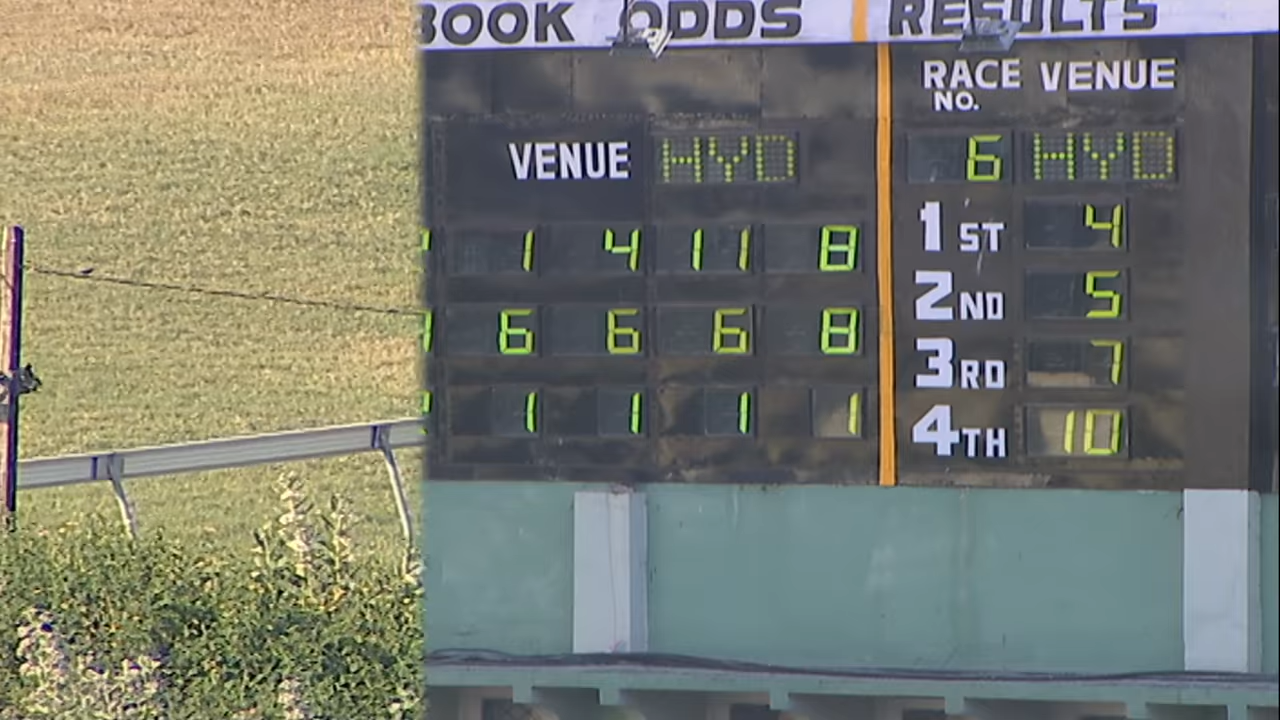 BOOK ODDS RESULTS
RACE NO. VENUE
VENUE HYD 6 HYD
1 4 11 8 1ST 4
6 6 6 8 2ND 5
3RD 7
1 1 1 1 4TH 10